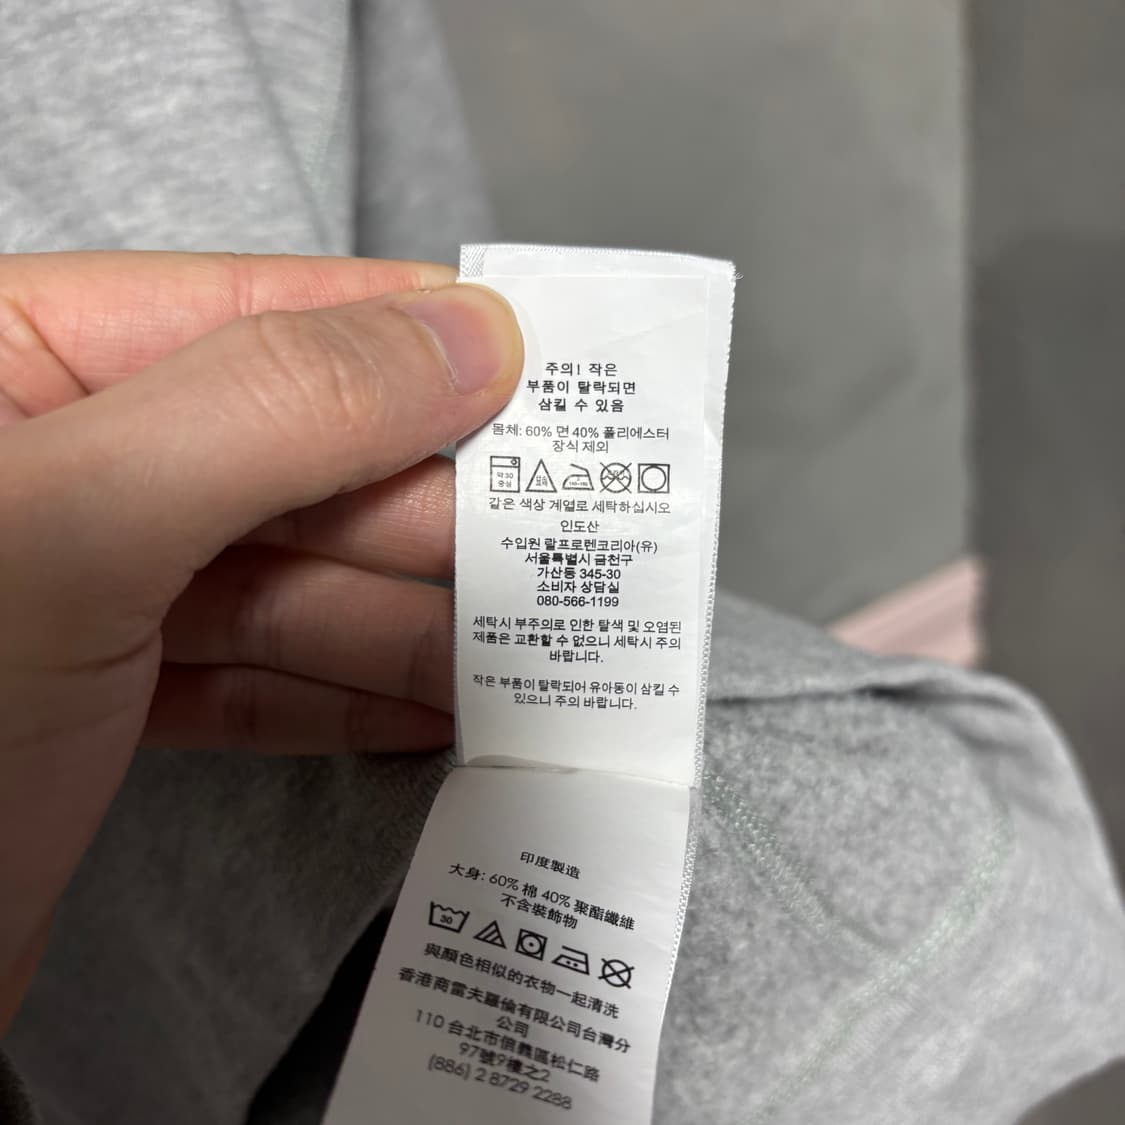 주의! 작은
부품이 탈락되면
삼킬 수 있음
몸체: 60% 면 40% 폴리에스터
장식 제외
약 30
중성
같은 색상 계열로 세탁하십시오
인도산
수입원 랄프로렌코리아(유)
서울특별시 금천구
가산동 345-30
소비자 상담실
080-566-1199
세탁시 부주의로 인한 탈색 및 오염된
제품은 교환할 수 없으니 세탁시 주의
바랍니다.
작은 부품이 탈락되어 유아동이 삼킬 수
있으니 주의 바랍니다.
印度製造
大身: 60% 棉 40% 聚酯纖維
不含裝飾物
30
與顏色相似的衣物一起清洗
香港商雷夫羅倫有限公司台灣分
公司
110 台北市信義區松仁路
97號9樓之2
(886) 2 8729 2288